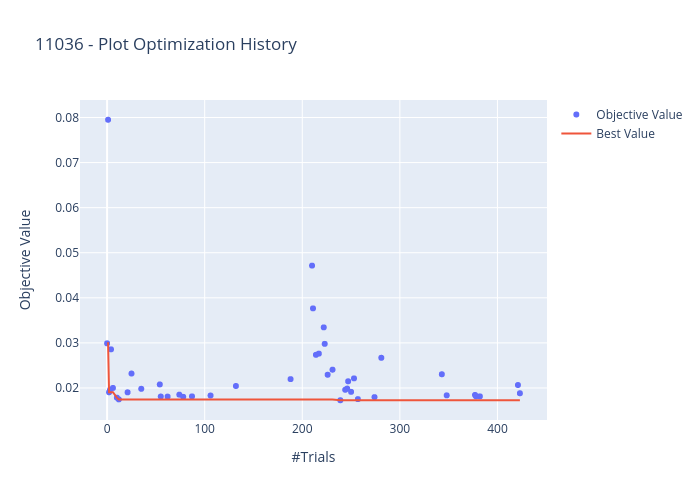 11036 - Plot Optimization History
Objective Value
Best Value
0.08
0.07
0.06
0.05
0.04
0.03
0.02
Objective Value
0 100 200 300 400
#Trials